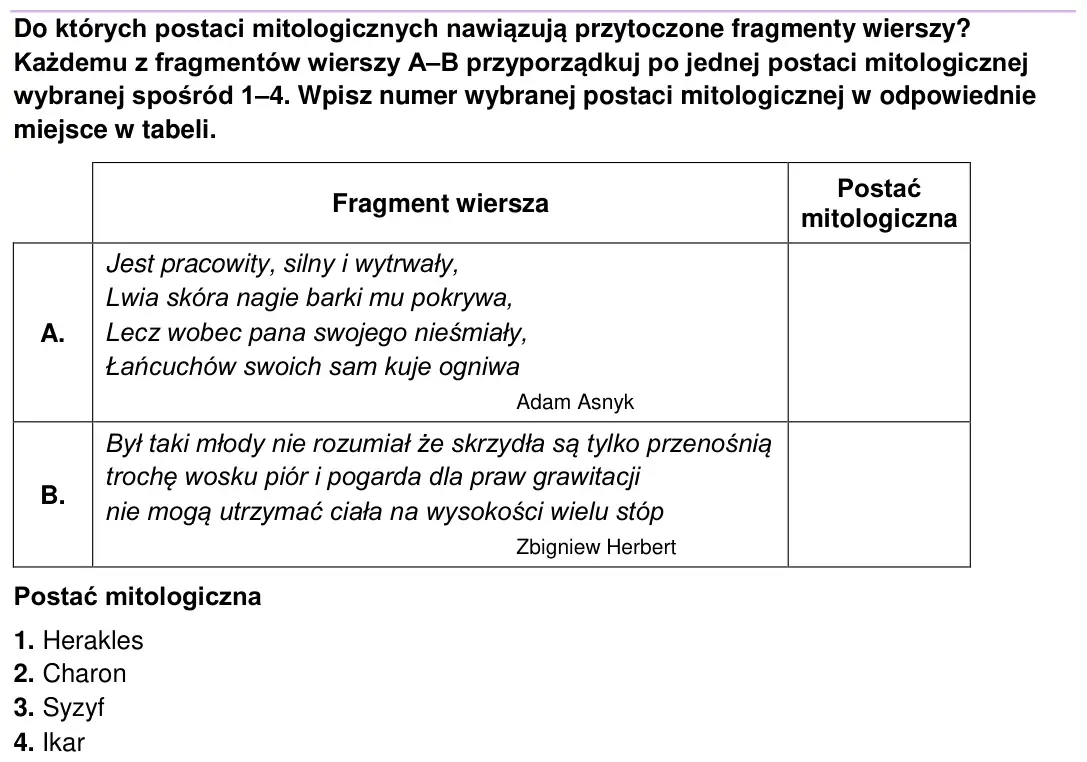 Do których postaci mitologicznych nawiązują przytoczone fragmenty wierszy?
Każdemu z fragmentów wierszy A–B przyporządkuj po jednej postaci mitologicznej
wybranej spośród 1–4. Wpisz numer wybranej postaci mitologicznej w odpowiednie
miejsce w tabeli.
Fragment wiersza
Postać
mitologiczna
A.
Jest pracowity, silny i wytrwały,
Lwia skóra nagie barki mu pokrywa,
Lecz wobec pana swojego nieśmiały,
Łańcuchów swoich sam kuje ogniwa
Adam Asnyk
B.
Był taki młody nie rozumiał że skrzydła są tylko przenośnią
trochę wosku piór i pogarda dla praw grawitacji
nie mogą utrzymać ciała na wysokości wielu stóp
Zbigniew Herbert
Postać mitologiczna
1. Herakles
2. Charon
3. Syzyf
4. Ikar